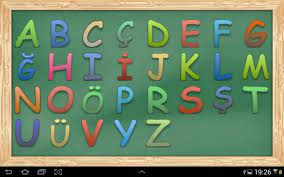 A B C Ç D E F G
Ğ H I İ J K L M
N O Ö P R S Ş T
U Ü V Y Z
19:26